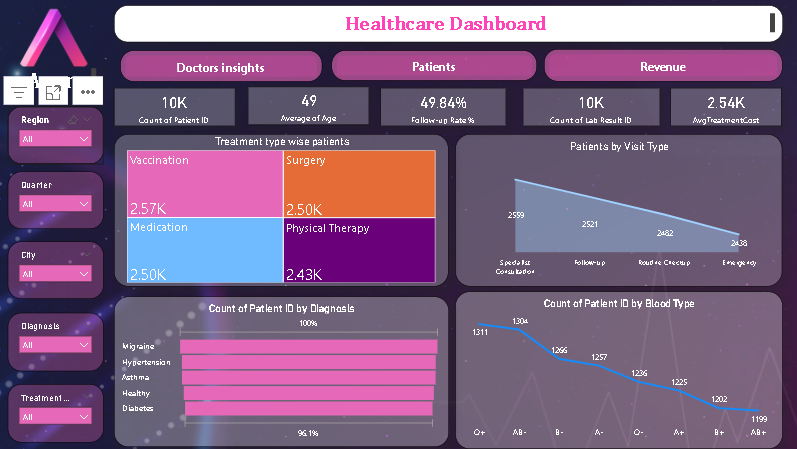 Healthcare Dashboard
Doctors insights
Patients
Revenue
10K
Count of Patient ID
49
Average of Age
49.84%
Follow-up Rate %
10K
Count of Lab Result ID
2.54K
AvgTreatmentCost
Region
All
Quarter
All
City
All
Diagnosis
All
Treatment ...
All
Treatment type wise patients
Vaccination
2.57K
Surgery
2.50K
Medication
2.50K
Physical Therapy
2.43K
Patients by Visit Type
2559
2521
2482
2438
Specialist
Consultation
Follow-up
Routine Checkup
Emergency
Count of Patient ID by Diagnosis
100%
Migraine
Hypertension
Asthma
Healthy
Diabetes
96.1%
Count of Patient ID by Blood Type
1311
1304
1266
1257
1236
1225
1202
1199
O+
AB-
B-
A-
O-
A+
B+
AB+